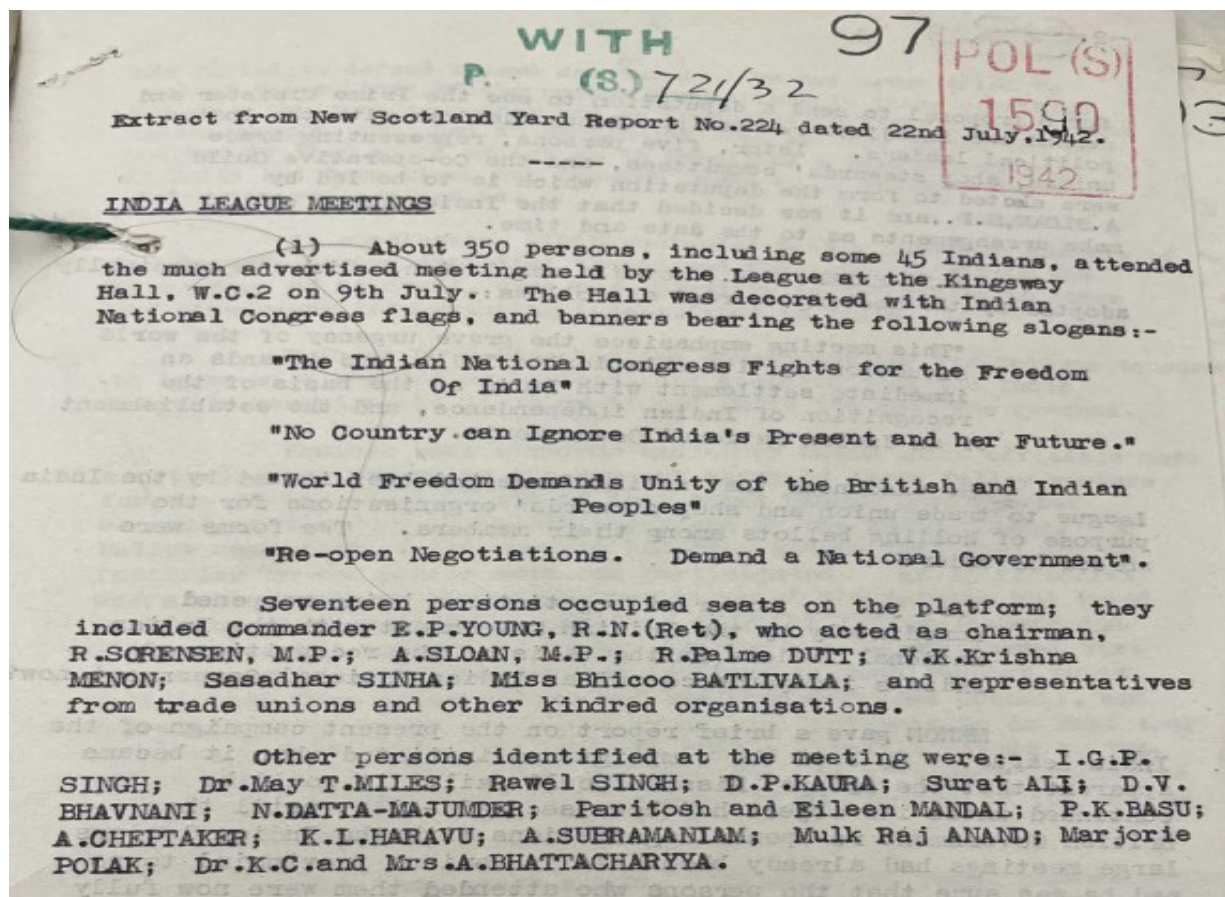 WITH
97
P. (S.) 721/32
POL (S)
1590
1942
Extract from New Scotland Yard Report No.224 dated 22nd July,1942.
-----
INDIA LEAGUE MEETINGS
(1) About 350 persons, including some 45 Indians, attended
the much advertised meeting held by the League at the Kingsway
Hall, W.C.2 on 9th July. The Hall was decorated with Indian
National Congress flags, and banners bearing the following slogans:-
"The Indian National Congress Fights for the Freedom
Of India"
"No Country can Ignore India's Present and her Future."
"World Freedom Demands Unity of the British and Indian
Peoples"
"Re-open Negotiations. Demand a National Government".
Seventeen persons occupied seats on the platform; they
included Commander E.P.YOUNG, R.N.(Ret), who acted as chairman,
R.SORENSEN, M.P.; A.SLOAN, M.P.; R.Palme DUTT; V.K.Krishna
MENON; Sasadhar SINHA; Miss Bhicoo BATLIVALA; and representatives
from trade unions and other kindred organisations.
Other persons identified at the meeting were:- I.G.P.
SINGH; Dr.May T.MILES; Rawel SINGH; D.P.KAURA; Surat ALI; D.V.
BHAVNANI; N.DATTA-MAJUMDER; Paritosh and Eileen MANDAL; P.K.BASU;
A.CHEPTAKER; K.L.HARAVU; A.SUBRAMANIAM; Mulk Raj ANAND; Marjorie
POLAK; Dr.K.C.and Mrs.A.BHATTACHARYYA.